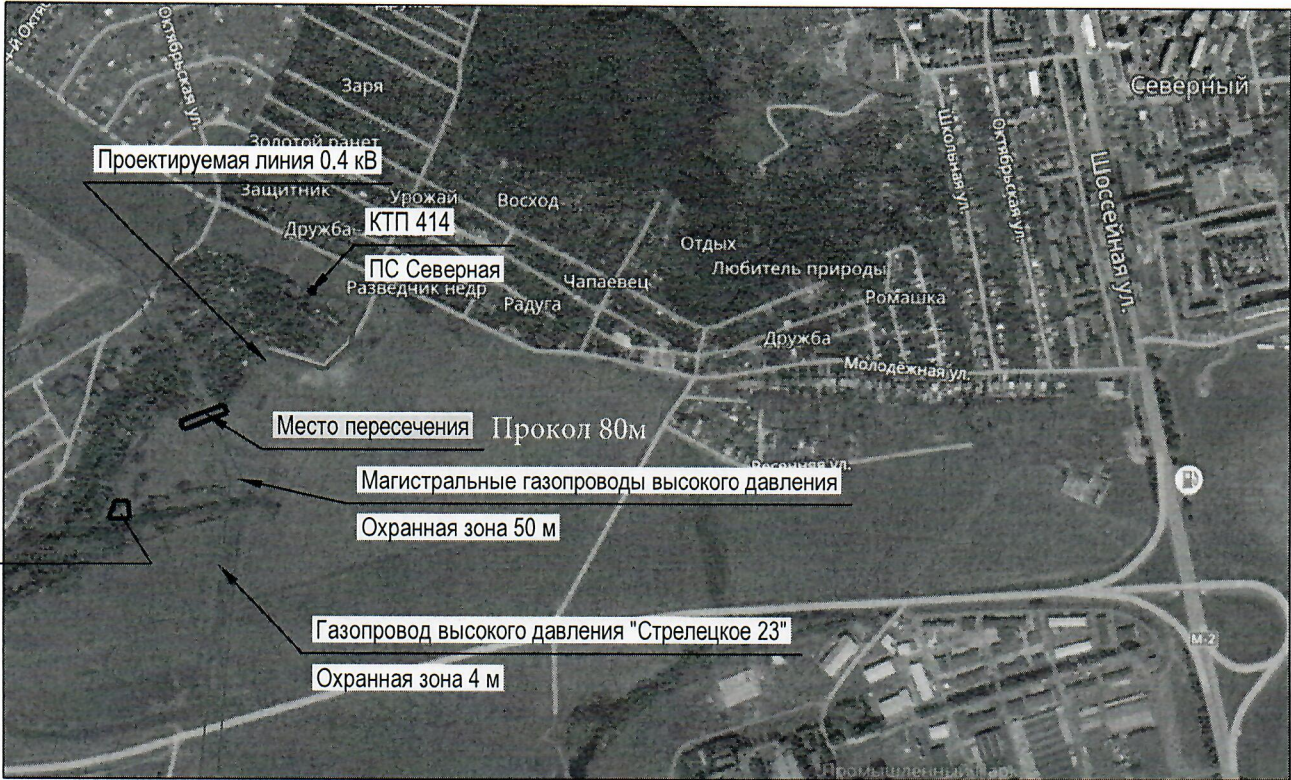 Октябрьская ул.
Заря
Северный
Золотой ранет
Проектируемая линия 0.4 кВ
Защитник
Урожай
Восход
Школьная ул.
Октябрьская ул.
Шоссейная ул.
Дружба
КТП 414
Отдых
ПС Северная
Чапаевец
Любитель природы
Разведчик недр
Радуга
Ромашка
Дружба
Молодёжная ул.
Место пересечения
Прокол 80м
Весенняя ул.
Магистральные газопроводы высокого давления
Охранная зона 50 м
Газопровод высокого давления "Стрелецкое 23"
М-2
Охранная зона 4 м
Промышленный парк